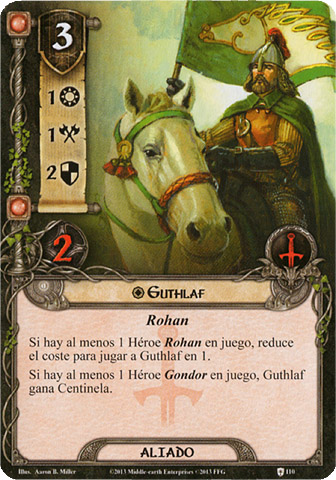 3
1
1
2
2
Guthlaf
Rohan
Si hay al menos 1 Héroe Rohan en juego, reduce
el coste para jugar a Guthlaf en 1.
Si hay al menos 1 Héroe Gondor en juego, Guthlaf
gana Centinela.
ALIADO
Illus. Aaron B. Miller
©2013 Middle-earth Enterprises ©2013 FFG
110